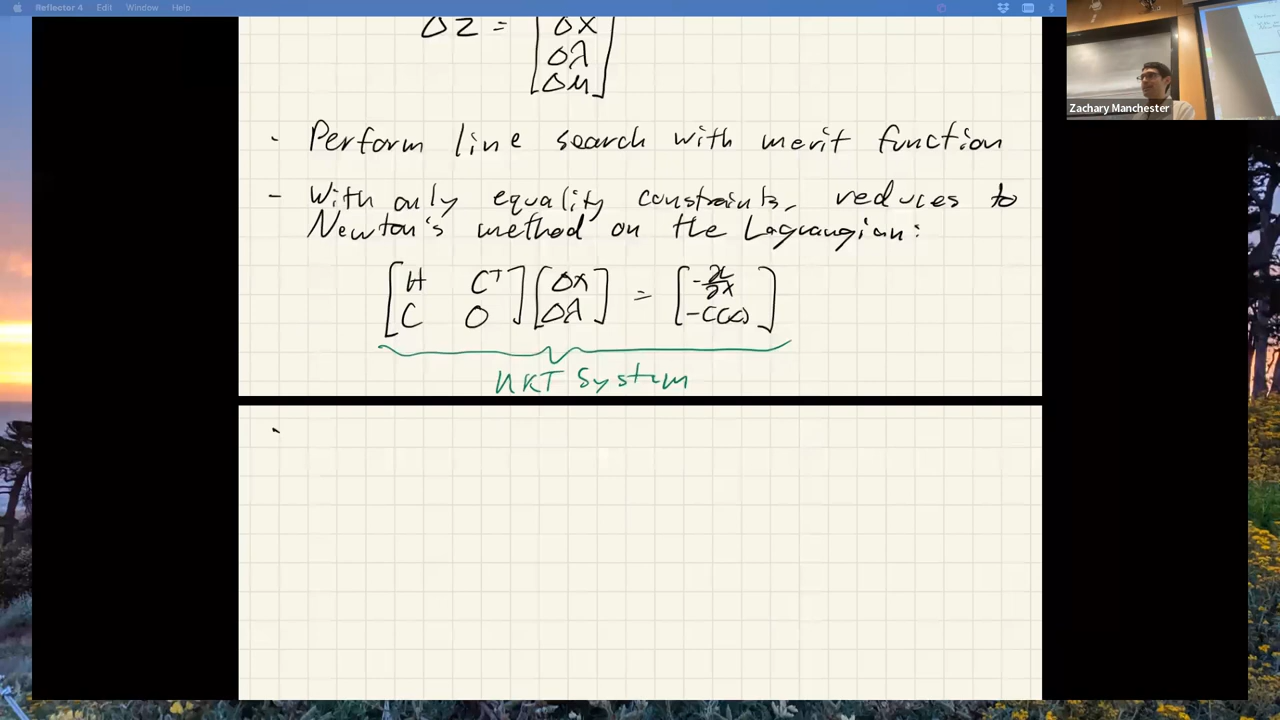 Reflector 4 Edit Window Help
Zachary Manchester
ΔZ = [Δx
Δλ
Δμ]
· Perform line search with merit function
- With only equality constraints, reduces to
Newton's method on the Lagrangian:
[H Cᵀ] [Δx] = [-∂L/∂x]
[C 0] [Δλ] [-C(x)]
KKT System